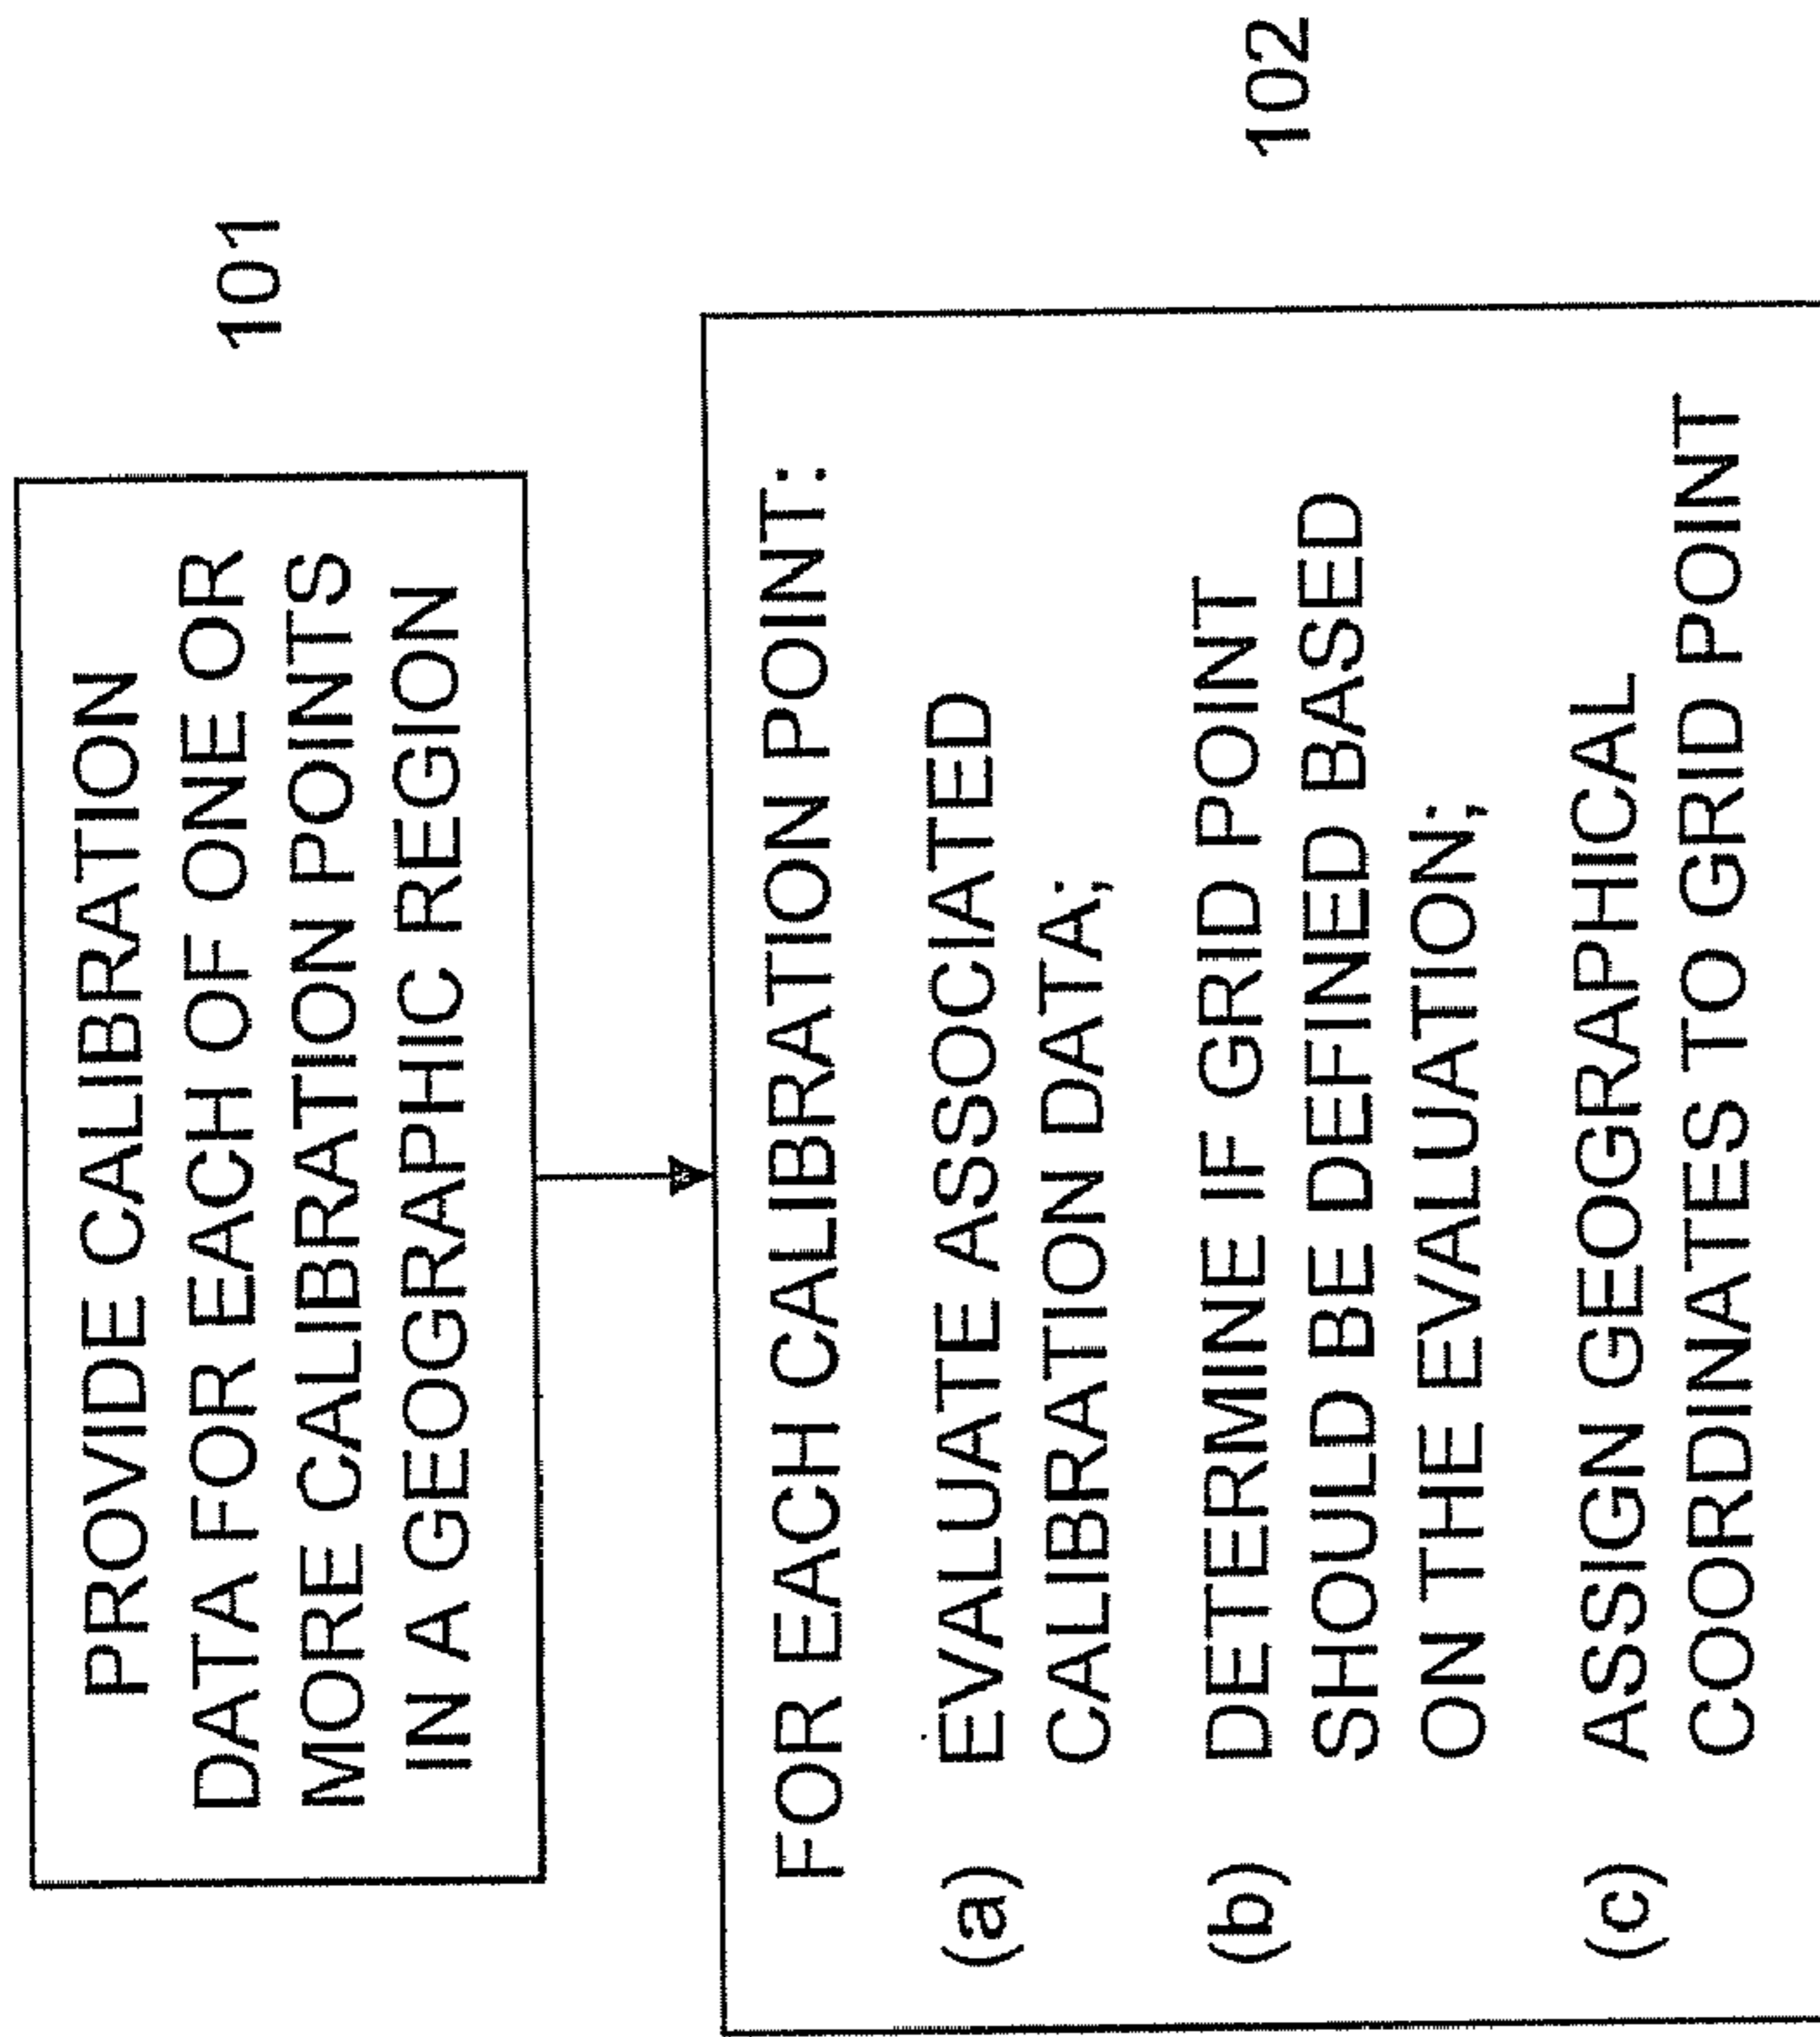 PROVIDE CALIBRATION
DATA FOR EACH OF ONE OR
MORE CALIBRATION POINTS
IN A GEOGRAPHIC REGION
101
FOR EACH CALIBRATION POINT:
(a) EVALUATE ASSOCIATED
CALIBRATION DATA;
(b) DETERMINE IF GRID POINT
SHOULD BE DEFINED BASED
ON THE EVALUATION;
(c) ASSIGN GEOGRAPHICAL
COORDINATES TO GRID POINT
102